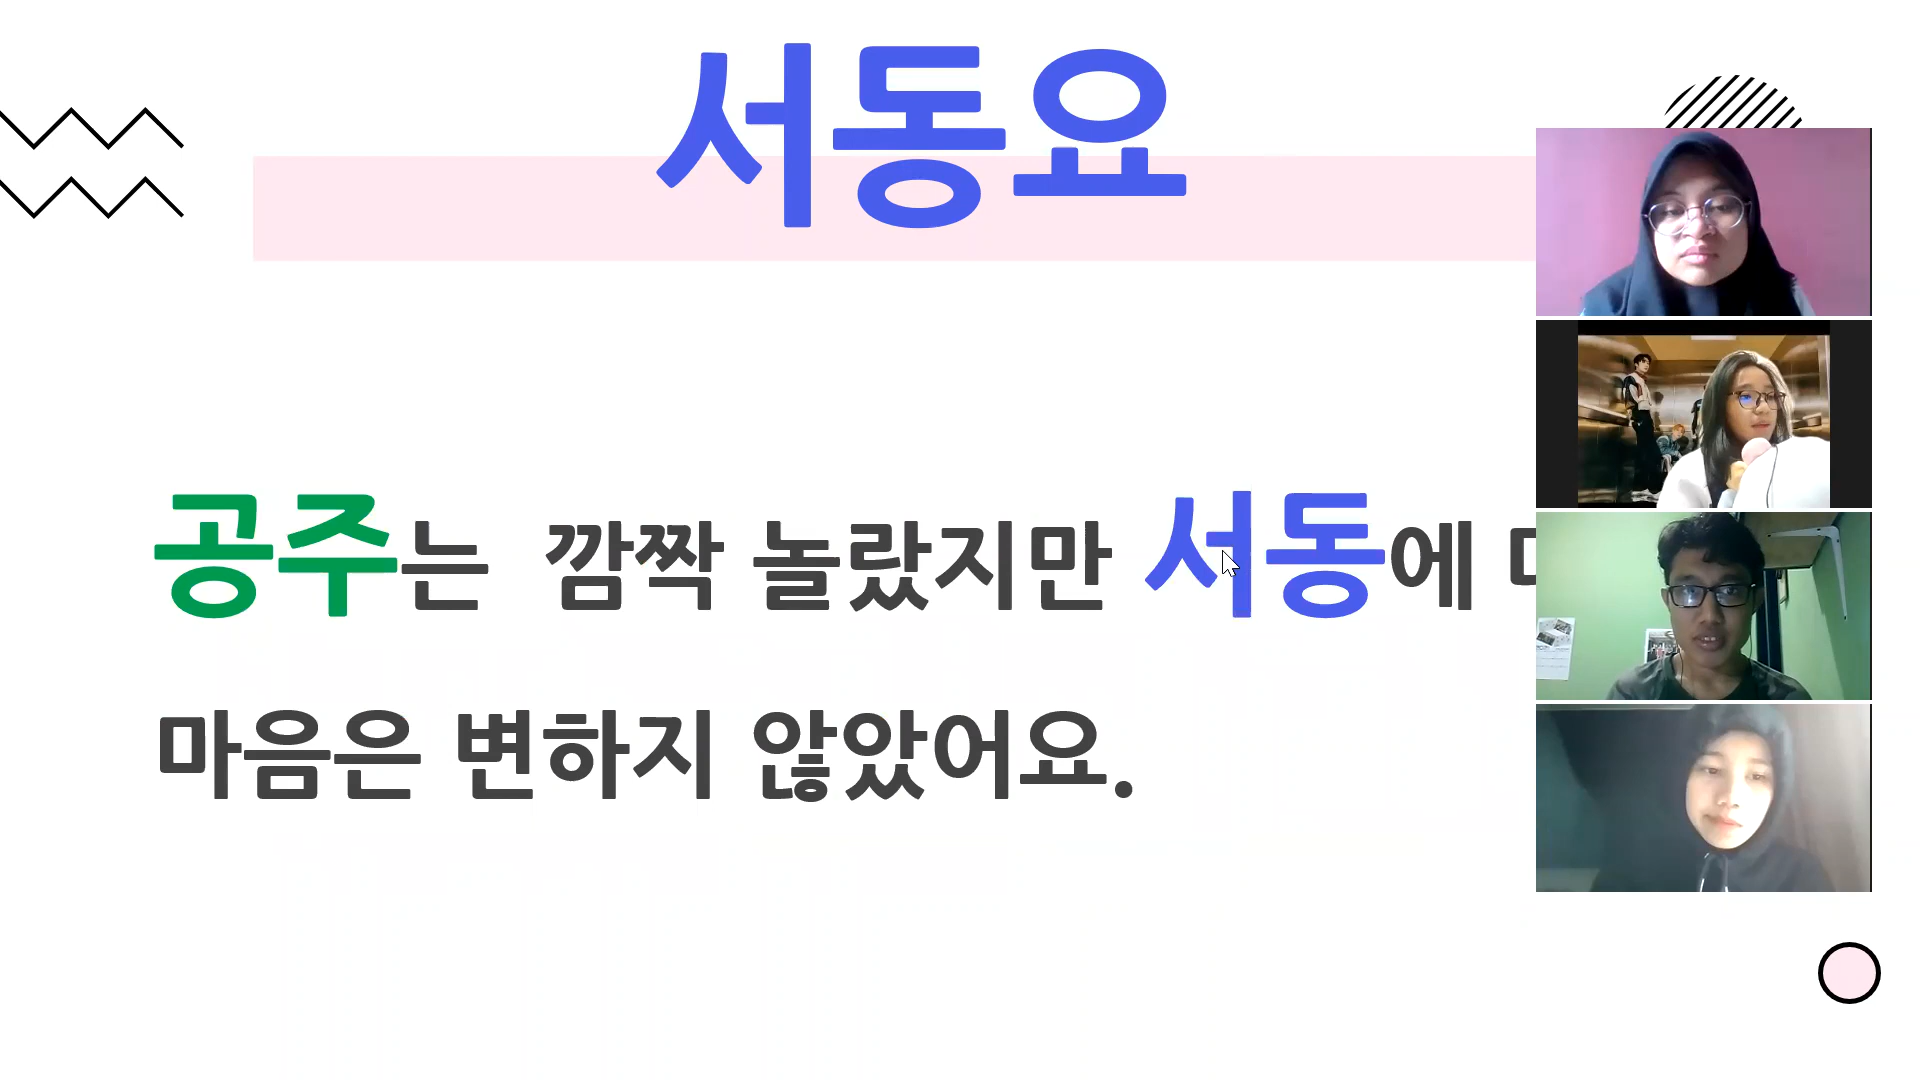 서동요
공주는 깜짝 놀랐지만 서동에
마음은 변하지 않았어요.